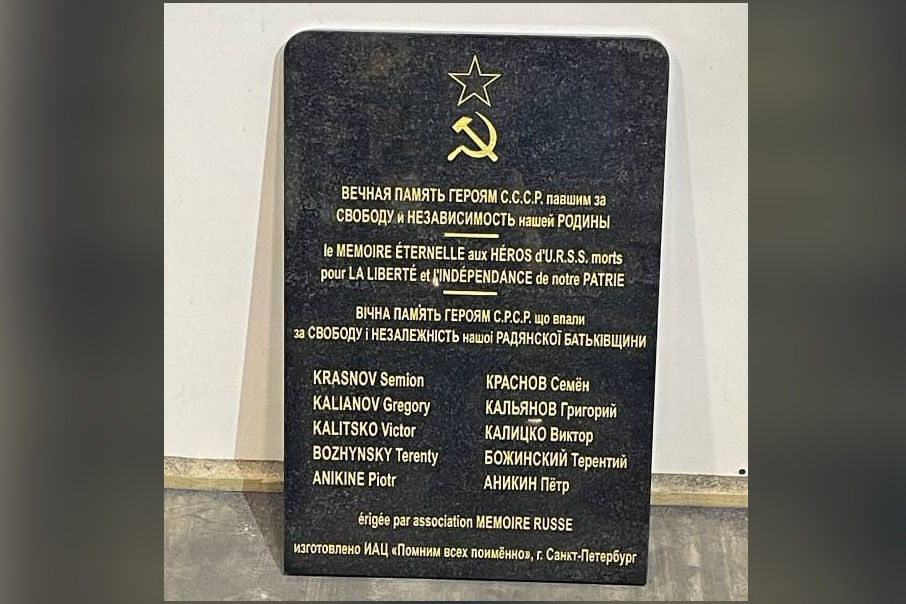 ВЕЧНАЯ ПАМЯТЬ ГЕРОЯМ С.С.С.Р. павшим за
СВОБОДУ и НЕЗАВИСИМОСТЬ нашей РОДИНЫ
le MEMOIRE ÉTERNELLE aux HÉROS d'U.R.S.S. morts
pour LA LIBERTÉ et l'INDÉPENDANCE de notre PATRIE
ВІЧНА ПАМ'ЯТЬ ГЕРОЯМ С.Р.С.Р. що впали
за СВОБОДУ і НЕЗАЛЕЖНІСТЬ нашої РАДЯНСКОЇ БАТЬКІВЩИНИ
KRASNOV Semion КРАСНОВ Семён
KALIANOV Gregory КАЛЬЯНОВ Григорий
KALITSKO Victor КАЛИЦКО Виктор
BOZHYNSKY Terenty БОЖИНСКИЙ Терентий
ANIKINE Piotr АНИКИН Пётр
érigée par association MEMOIRE RUSSE
изготовлено ИАЦ «Помним всех поимённо», г. Санкт-Петербург